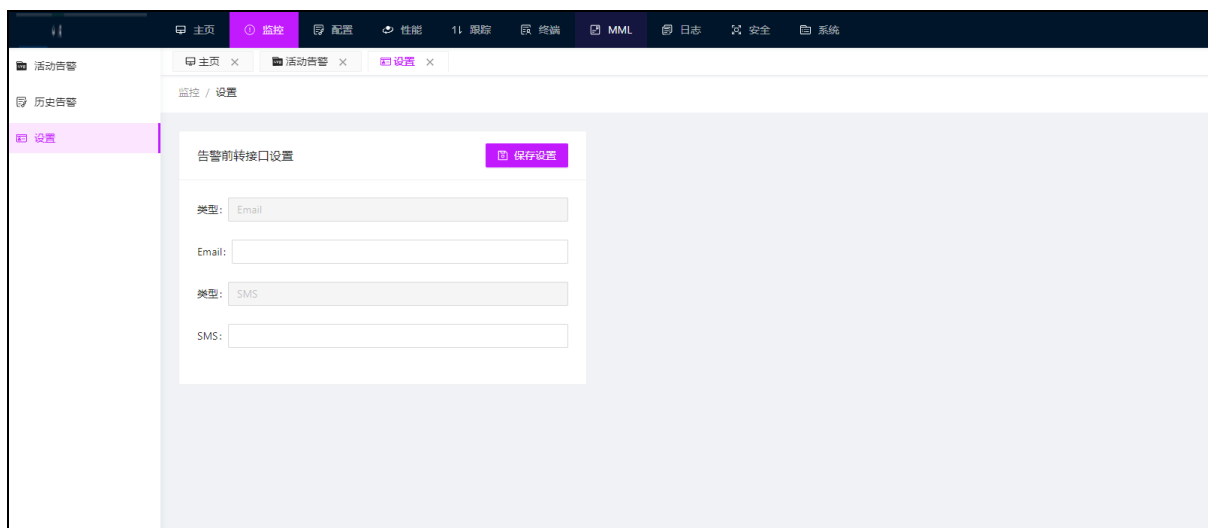 主页 监控 配置 性能 跟踪 终端 MML 日志 安全 系统
活动告警
历史告警
设置
主页 活动告警 设置
监控 / 设置
告警前转接口设置 保存设置
类型: Email
Email:
类型: SMS
SMS: